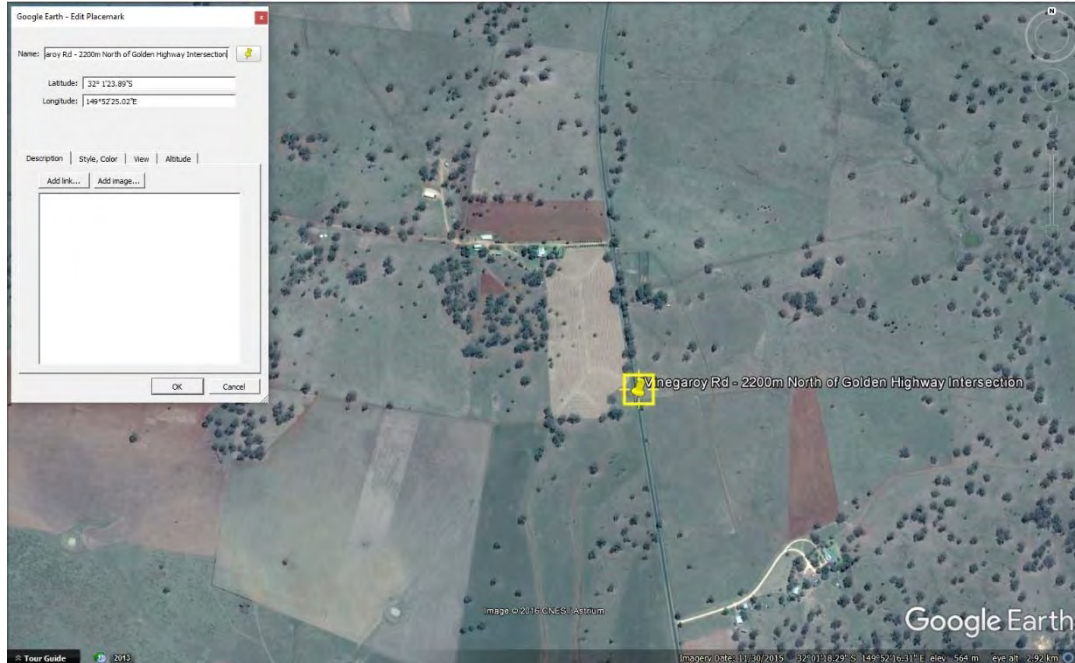 Google Earth - Edit Placemark
x
Name: aroy Rd - 2200m North of Golden Highway Intersection
Latitude: 32° 1'23.89"S
Longitude: 149°52'25.02"E
Description Style, Color View Altitude
Add link... Add image...
OK Cancel
N
Vinegaroy Rd - 2200m North of Golden Highway Intersection
Image © 2016 CNES / Astrium
Google Earth
Tour Guide 2013 Imagery Date: 11/30/2015 32°01'18.29" S 149°52'16.31" E elev 564 m eye alt 2.92 km